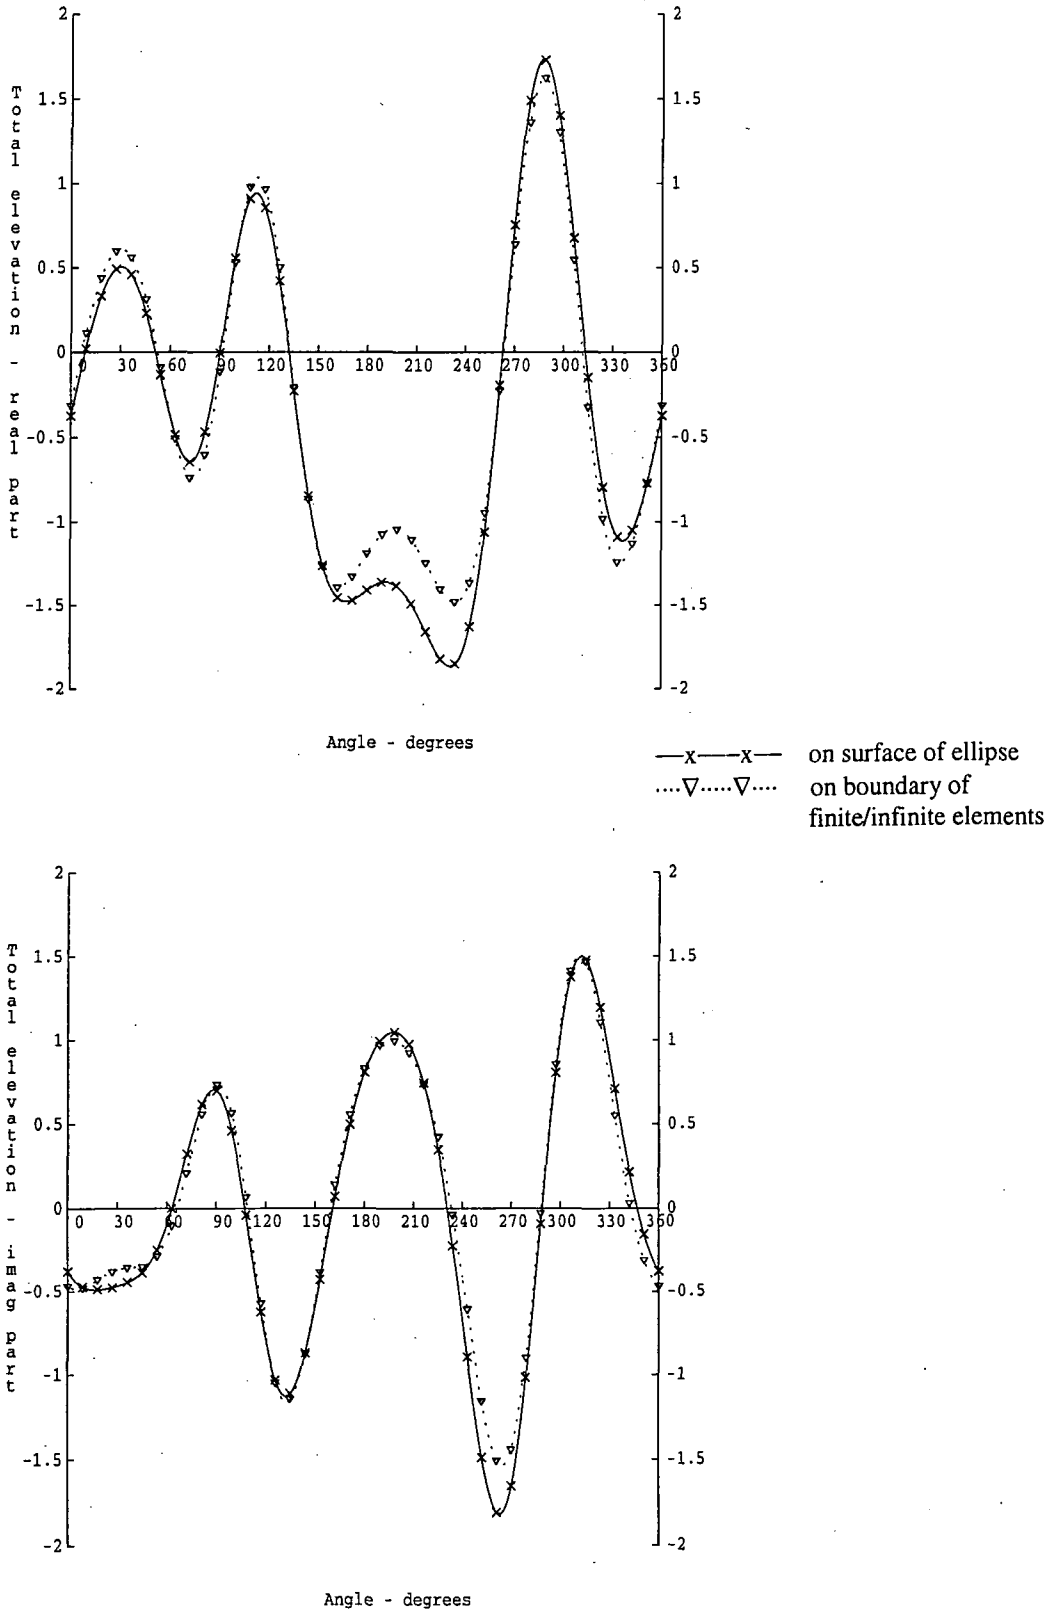 2 2
1.5 1.5
1 1
0.5 0.5
0 0
0 30 60 90 120 150 180 210 240 270 300 330 360
-0.5 -0.5
-1 -1
-1.5 -1.5
-2 -2
Total elevation - real part
Angle - degrees
x x on surface of ellipse
on boundary of
finite/infinite elements
2 2
1.5 1.5
1 1
0.5 0.5
0 0
0 30 60 90 120 150 180 210 240 270 300 330 360
-0.5 -0.5
-1 -1
-1.5 -1.5
-2 -2
Total elevation - imag part
Angle - degrees